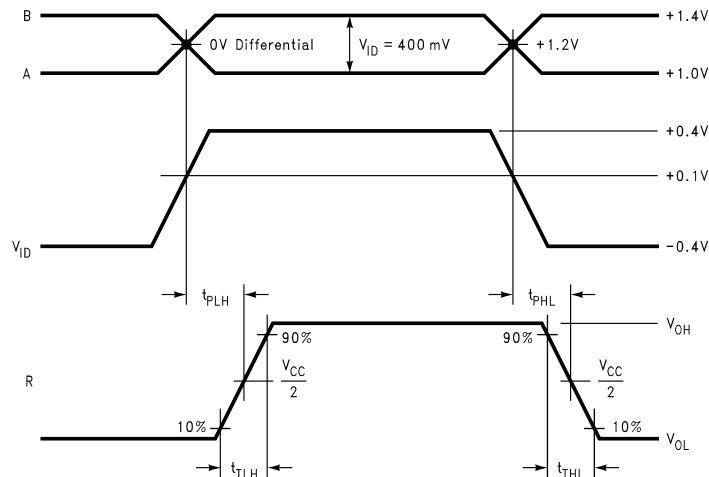 B +1.4V
0V Differential V_ID = 400 mV +1.2V
A +1.0V
+0.4V
+0.1V
V_ID -0.4V
t_PLH t_PHL
V_OH
90% 90%
R V_CC/2 V_CC/2
10% 10%
V_OL
t_TLH t_THL